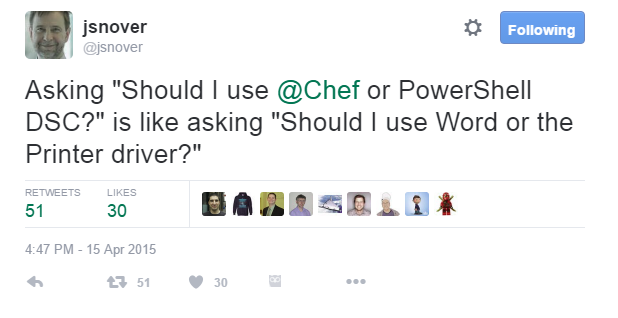 jsnover
@jsnover
Following
Asking "Should I use @Chef or PowerShell
DSC?" is like asking "Should I use Word or the
Printer driver?"
RETWEETS LIKES
51 30
4:47 PM - 15 Apr 2015
51 30